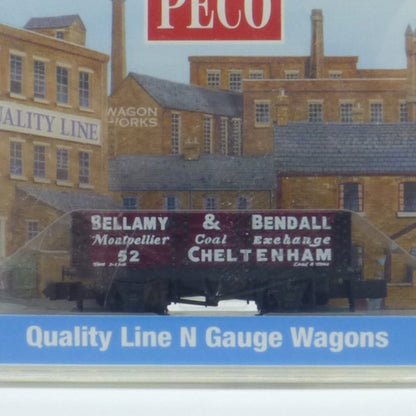 PECO
WAGON
WORKS
UALITY LINE
BELLAMY & BENDALL
Montpellier Coal Exchange
52 CHELTENHAM
Quality Line N Gauge Wagons